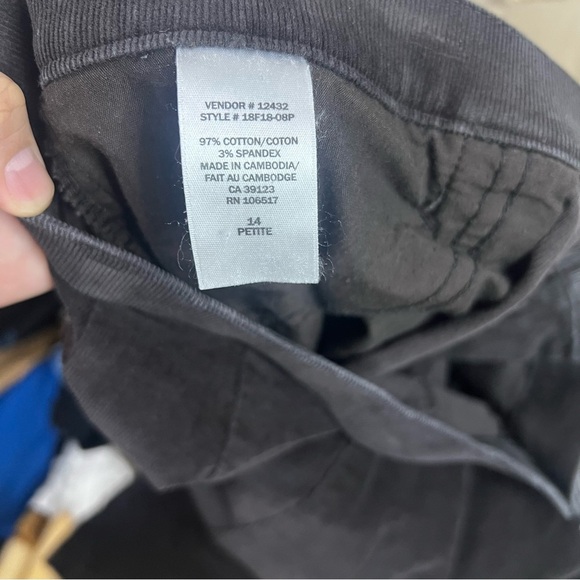 VENDOR # 12432
STYLE # 18F18-08P
97% COTTON/COTON
3% SPANDEX
MADE IN CAMBODIA/
FAIT AU CAMBODGE
CA 39123
RN 106517
14
PETITE